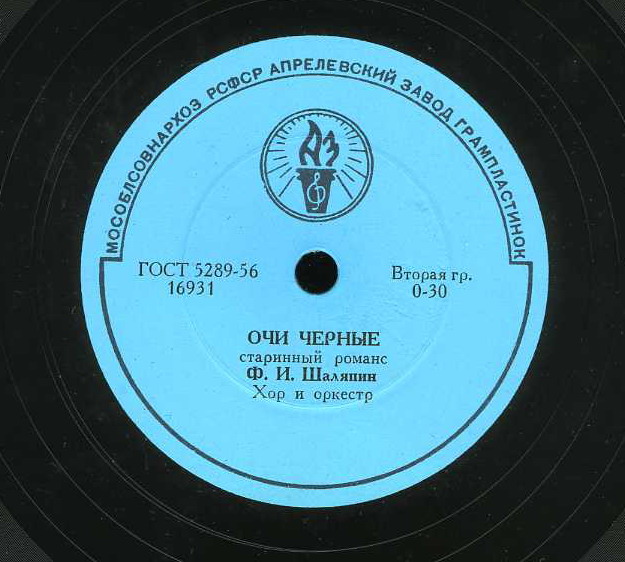 МОСОБЛСОВНАРХОЗ РСФСР АПРЕЛЕВСКИЙ ЗАВОД ГРАМПЛАСТИНОК
АЗ
ГОСТ 5289-56
16931
Вторая гр.
0-30
ОЧИ ЧЕРНЫЕ
старинный романс
Ф. И. Шаляпин
Хор и оркестр